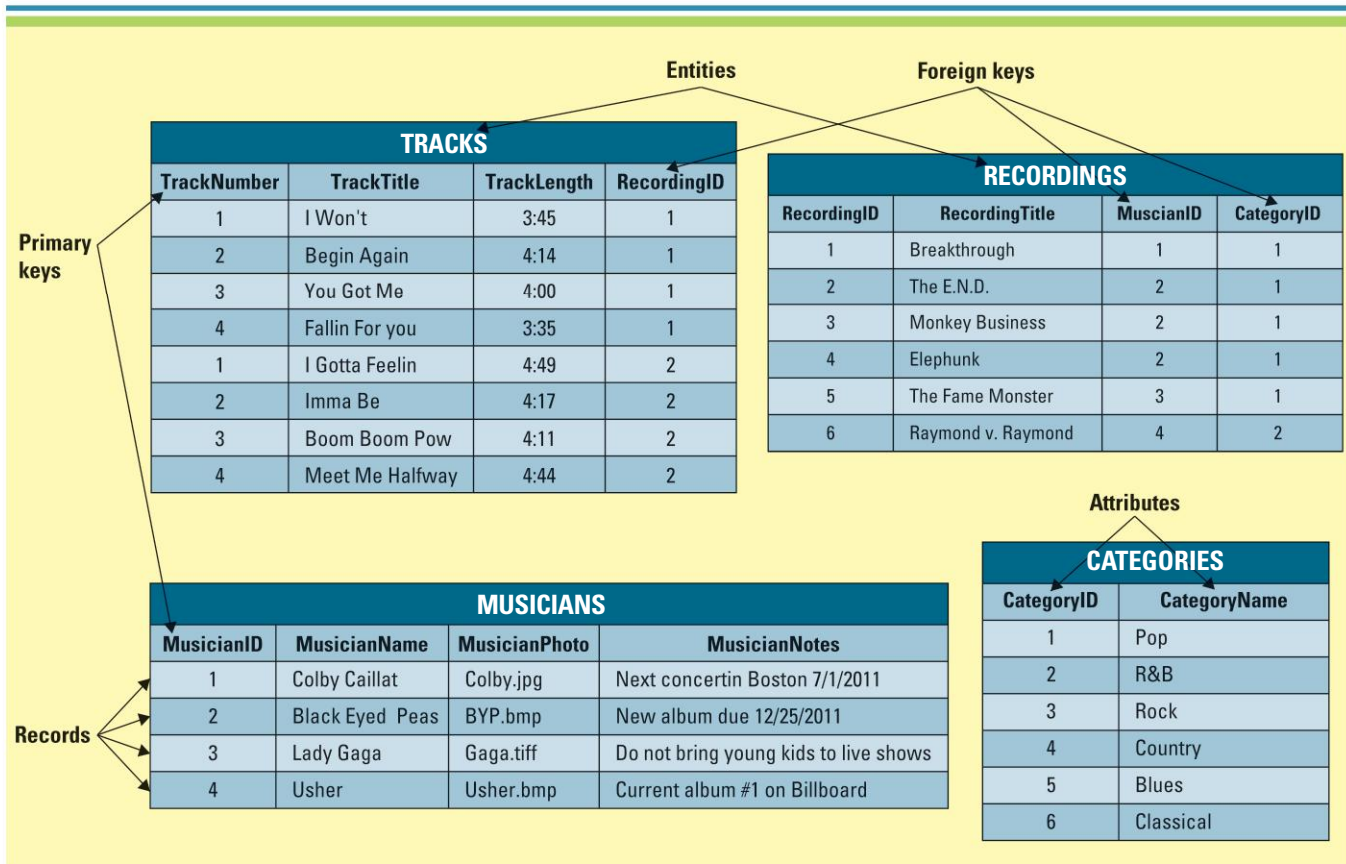 Entities Foreign keys
TRACKS
TrackNumber TrackTitle TrackLength RecordingID
1 I Won't 3:45 1
2 Begin Again 4:14 1
3 You Got Me 4:00 1
4 Fallin For you 3:35 1
1 I Gotta Feelin 4:49 2
2 Imma Be 4:17 2
3 Boom Boom Pow 4:11 2
4 Meet Me Halfway 4:44 2
RECORDINGS
RecordingID RecordingTitle MuscianID CategoryID
1 Breakthrough 1 1
2 The E.N.D. 2 1
3 Monkey Business 2 1
4 Elephunk 2 1
5 The Fame Monster 3 1
6 Raymond v. Raymond 4 2
Primary
keys
Attributes
MUSICIANS
MusicianID MusicianName MusicianPhoto MusicianNotes
1 Colby Caillat Colby.jpg Next concertin Boston 7/1/2011
2 Black Eyed Peas BYP.bmp New album due 12/25/2011
3 Lady Gaga Gaga.tiff Do not bring young kids to live shows
4 Usher Usher.bmp Current album #1 on Billboard
Records
CATEGORIES
CategoryID CategoryName
1 Pop
2 R&B
3 Rock
4 Country
5 Blues
6 Classical